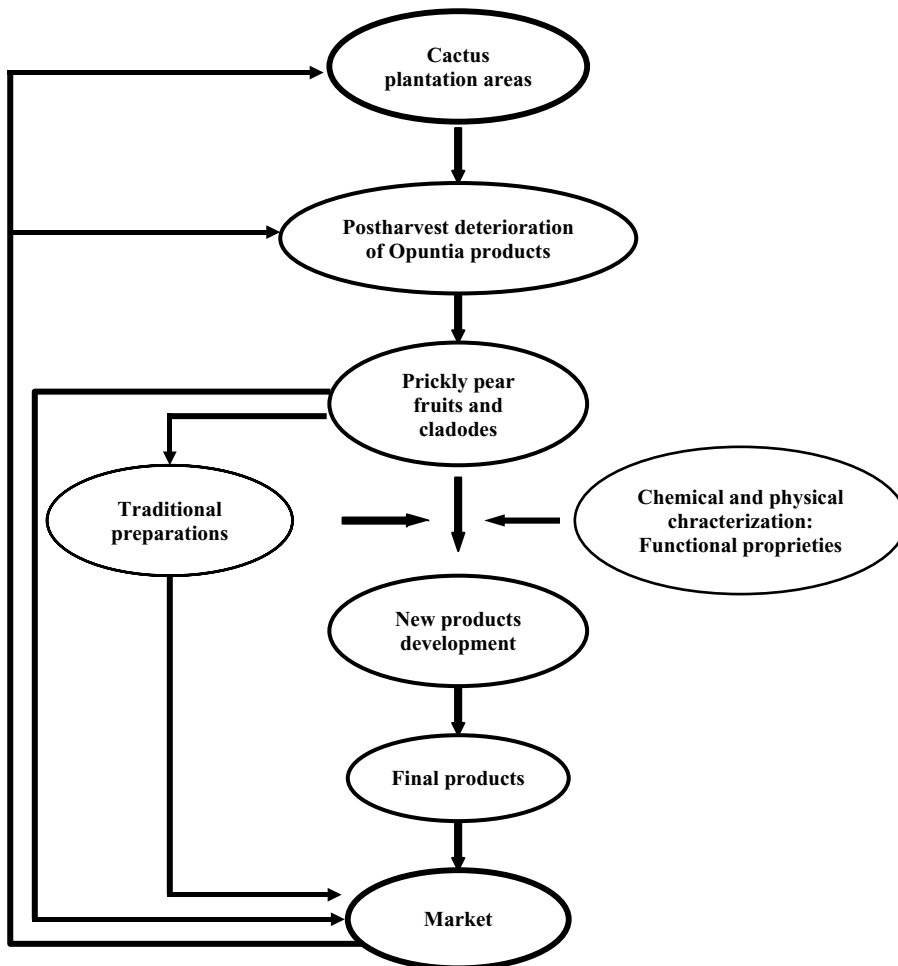 Cactus
plantation areas
Postharvest deterioration
of Opuntia products
Prickly pear
fruits and
cladodes
Traditional
preparations
Chemical and physical
chracterization:
Functional proprieties
New products
development
Final products
Market